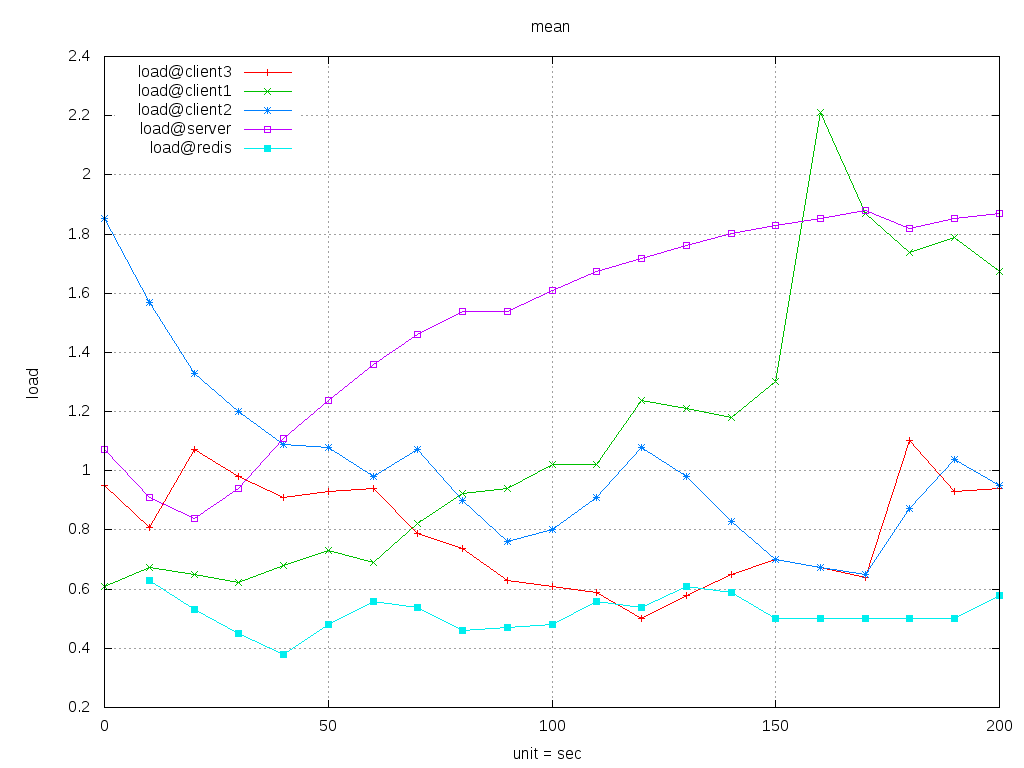 mean
2.4
2.2
2
1.8
1.6
1.4
1.2
1
0.8
0.6
0.4
0.2
load
load@client3
load@client1
load@client2
load@server
load@redis
0 50 100 150 200
unit = sec